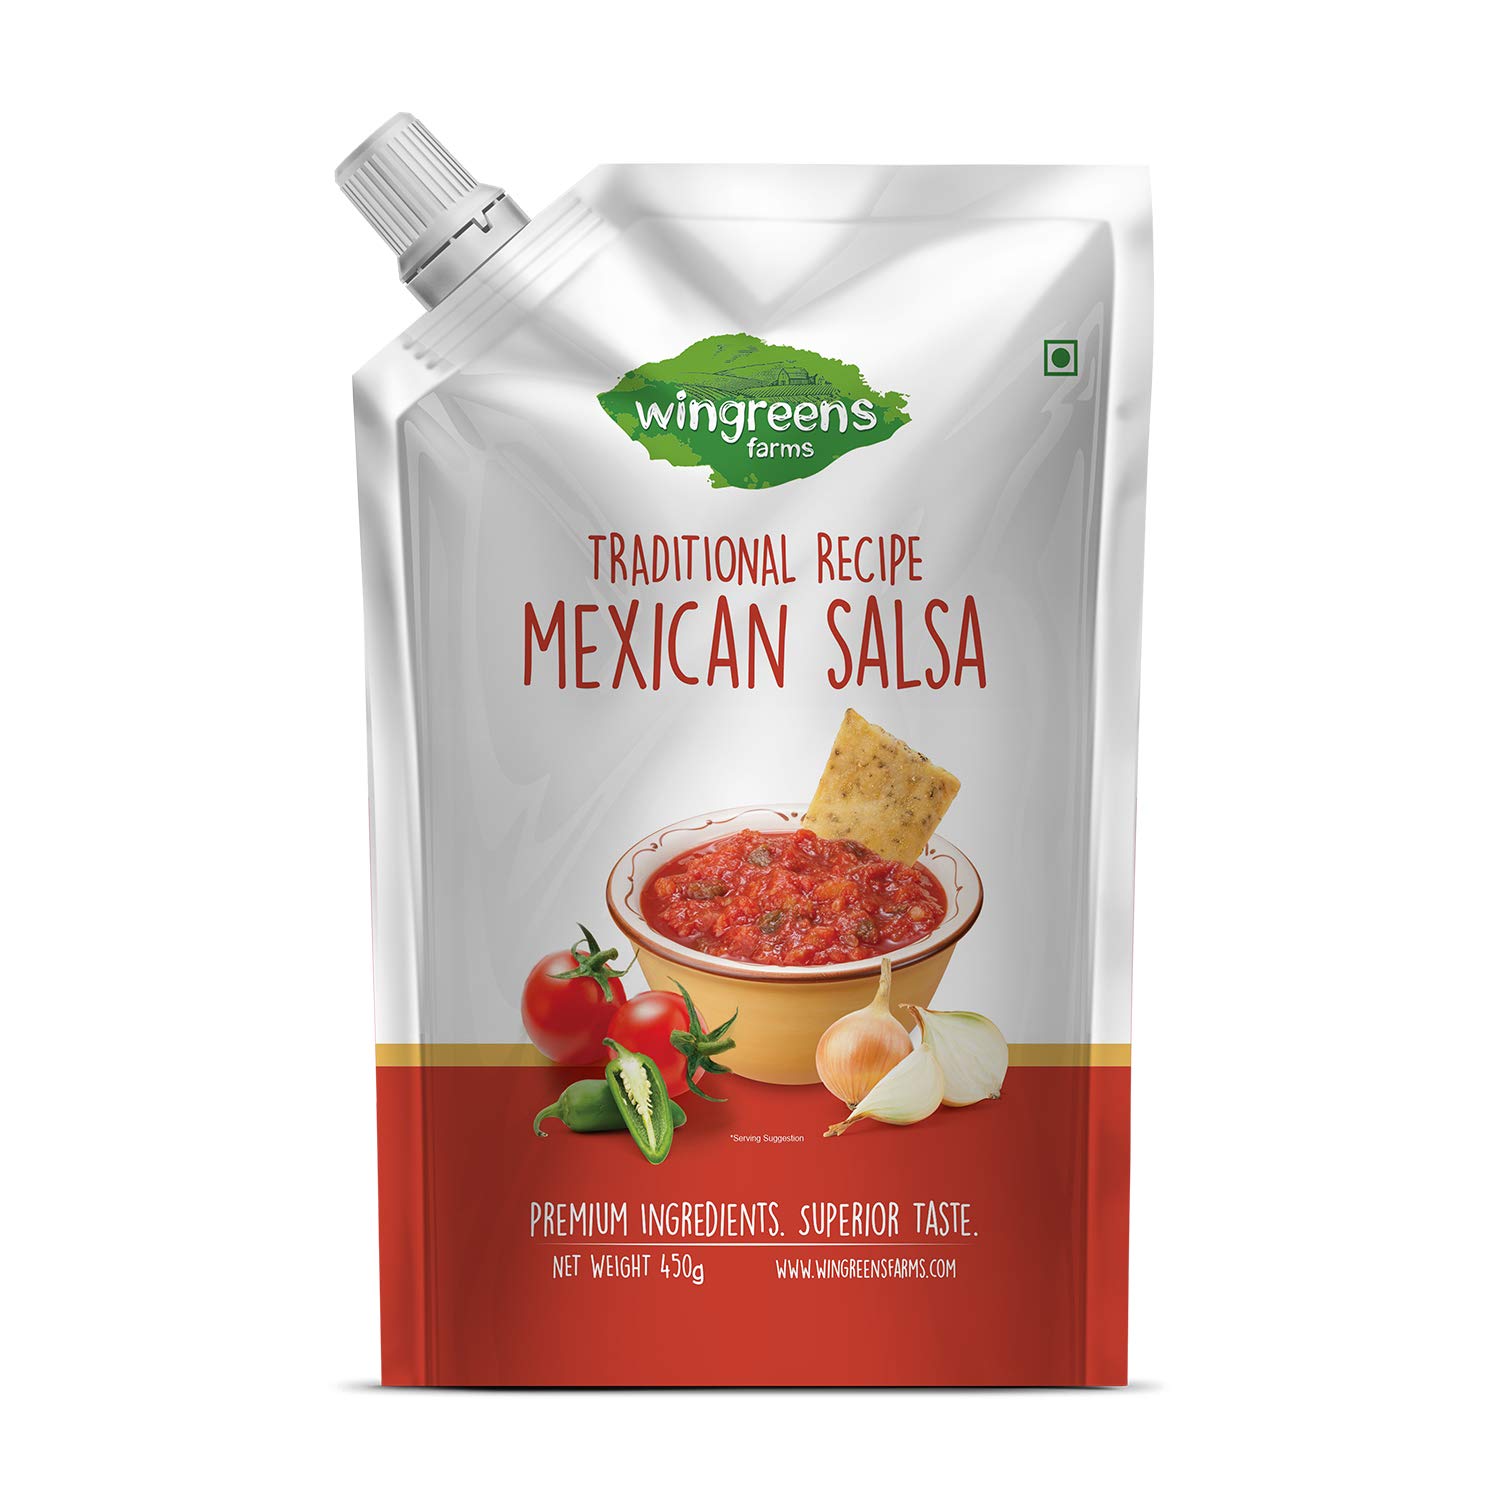 wingreens
farms
TRADITIONAL RECIPE
MEXICAN SALSA
*Serving Suggestion
PREMIUM INGREDIENTS. SUPERIOR TASTE.
NET WEIGHT 450g WWW.WINGREENSFARMS.COM